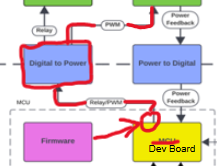 Relay
PWM
Power
Feedback
Digital to Power
Power to Digital
MCU
Relay/PWM
Power
Feedback
Firmware
MCU
Dev Board